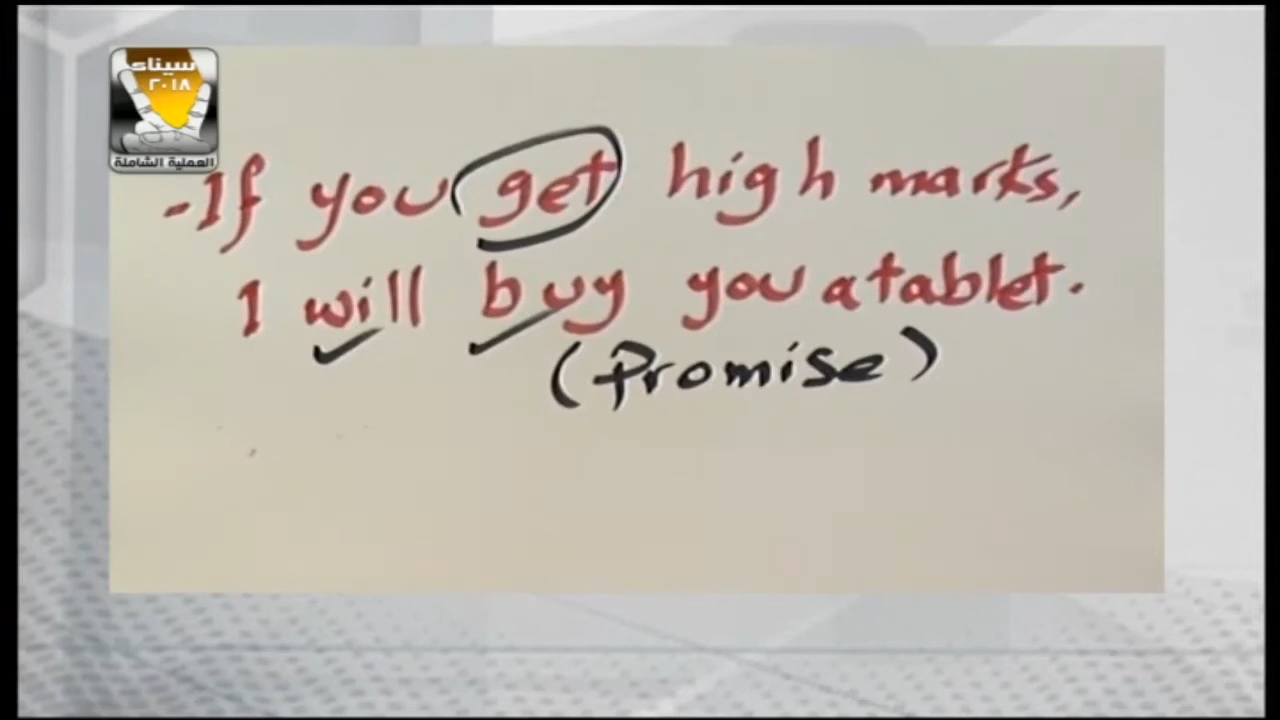 سيناء
٢٠١٨
العملية الشاملة
-If you get high marks,
I will buy you a tablet.
(Promise)